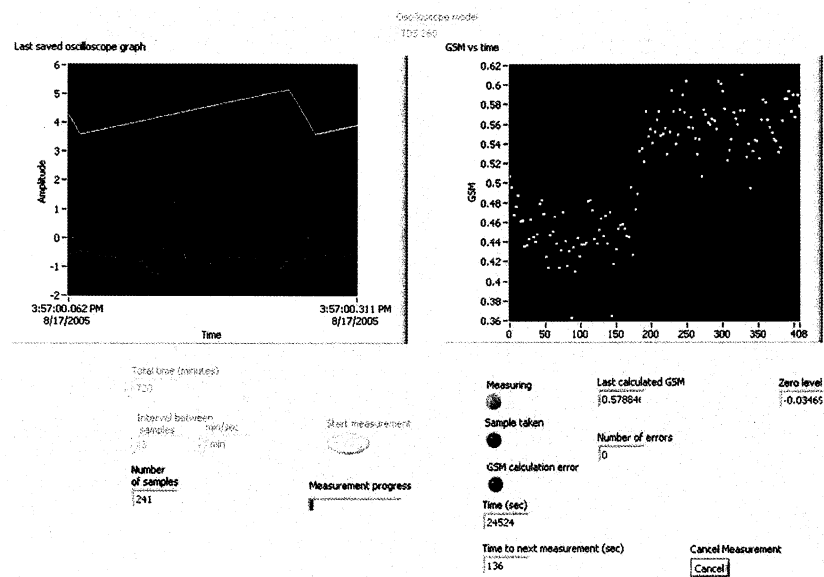 Oscilloscope model
TDS 260
Last saved oscilloscope graph
GSM vs time
6
5
4
3
2
1
0
-1
-2
Amplitude
3:57:00.062 PM
8/17/2005
3:57:00.311 PM
8/17/2005
Time
0.62
0.6
0.58
0.56
0.54
0.52
0.5
0.48
0.46
0.44
0.42
0.4
0.38
0.36
GSM
0 50 100 150 200 250 300 350 408
Total time (minutes)
720
Interval between
samples
min/sec
min
Start measurement
Number
of samples
241
Measurement progress
Measuring
Last calculated GSM
0.57884
Zero level
-0.0346
Sample taken
Number of errors
0
GSM calculation error
Time (sec)
24524
Time to next measurement (sec)
136
Cancel Measurement
Cancel